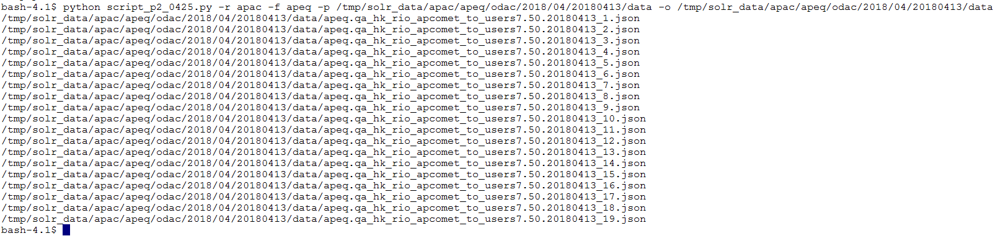 bash-4.1$ python script_p2_0425.py -r apac -f apeq -p /tmp/solr_data/apac/apeq/odac/2018/04/20180413/data -o /tmp/solr_data/apac/apeq/odac/2018/04/20180413/data
/tmp/solr_data/apac/apeq/odac/2018/04/20180413/data/apeq.qa_hk_rio_apcomet_to_users7.50.20180413_1.json
/tmp/solr_data/apac/apeq/odac/2018/04/20180413/data/apeq.qa_hk_rio_apcomet_to_users7.50.20180413_2.json
/tmp/solr_data/apac/apeq/odac/2018/04/20180413/data/apeq.qa_hk_rio_apcomet_to_users7.50.20180413_3.json
/tmp/solr_data/apac/apeq/odac/2018/04/20180413/data/apeq.qa_hk_rio_apcomet_to_users7.50.20180413_4.json
/tmp/solr_data/apac/apeq/odac/2018/04/20180413/data/apeq.qa_hk_rio_apcomet_to_users7.50.20180413_5.json
/tmp/solr_data/apac/apeq/odac/2018/04/20180413/data/apeq.qa_hk_rio_apcomet_to_users7.50.20180413_6.json
/tmp/solr_data/apac/apeq/odac/2018/04/20180413/data/apeq.qa_hk_rio_apcomet_to_users7.50.20180413_7.json
/tmp/solr_data/apac/apeq/odac/2018/04/20180413/data/apeq.qa_hk_rio_apcomet_to_users7.50.20180413_8.json
/tmp/solr_data/apac/apeq/odac/2018/04/20180413/data/apeq.qa_hk_rio_apcomet_to_users7.50.20180413_9.json
/tmp/solr_data/apac/apeq/odac/2018/04/20180413/data/apeq.qa_hk_rio_apcomet_to_users7.50.20180413_10.json
/tmp/solr_data/apac/apeq/odac/2018/04/20180413/data/apeq.qa_hk_rio_apcomet_to_users7.50.20180413_11.json
/tmp/solr_data/apac/apeq/odac/2018/04/20180413/data/apeq.qa_hk_rio_apcomet_to_users7.50.20180413_12.json
/tmp/solr_data/apac/apeq/odac/2018/04/20180413/data/apeq.qa_hk_rio_apcomet_to_users7.50.20180413_13.json
/tmp/solr_data/apac/apeq/odac/2018/04/20180413/data/apeq.qa_hk_rio_apcomet_to_users7.50.20180413_14.json
/tmp/solr_data/apac/apeq/odac/2018/04/20180413/data/apeq.qa_hk_rio_apcomet_to_users7.50.20180413_15.json
/tmp/solr_data/apac/apeq/odac/2018/04/20180413/data/apeq.qa_hk_rio_apcomet_to_users7.50.20180413_16.json
/tmp/solr_data/apac/apeq/odac/2018/04/20180413/data/apeq.qa_hk_rio_apcomet_to_users7.50.20180413_17.json
/tmp/solr_data/apac/apeq/odac/2018/04/20180413/data/apeq.qa_hk_rio_apcomet_to_users7.50.20180413_18.json
/tmp/solr_data/apac/apeq/odac/2018/04/20180413/data/apeq.qa_hk_rio_apcomet_to_users7.50.20180413_19.json
bash-4.1$